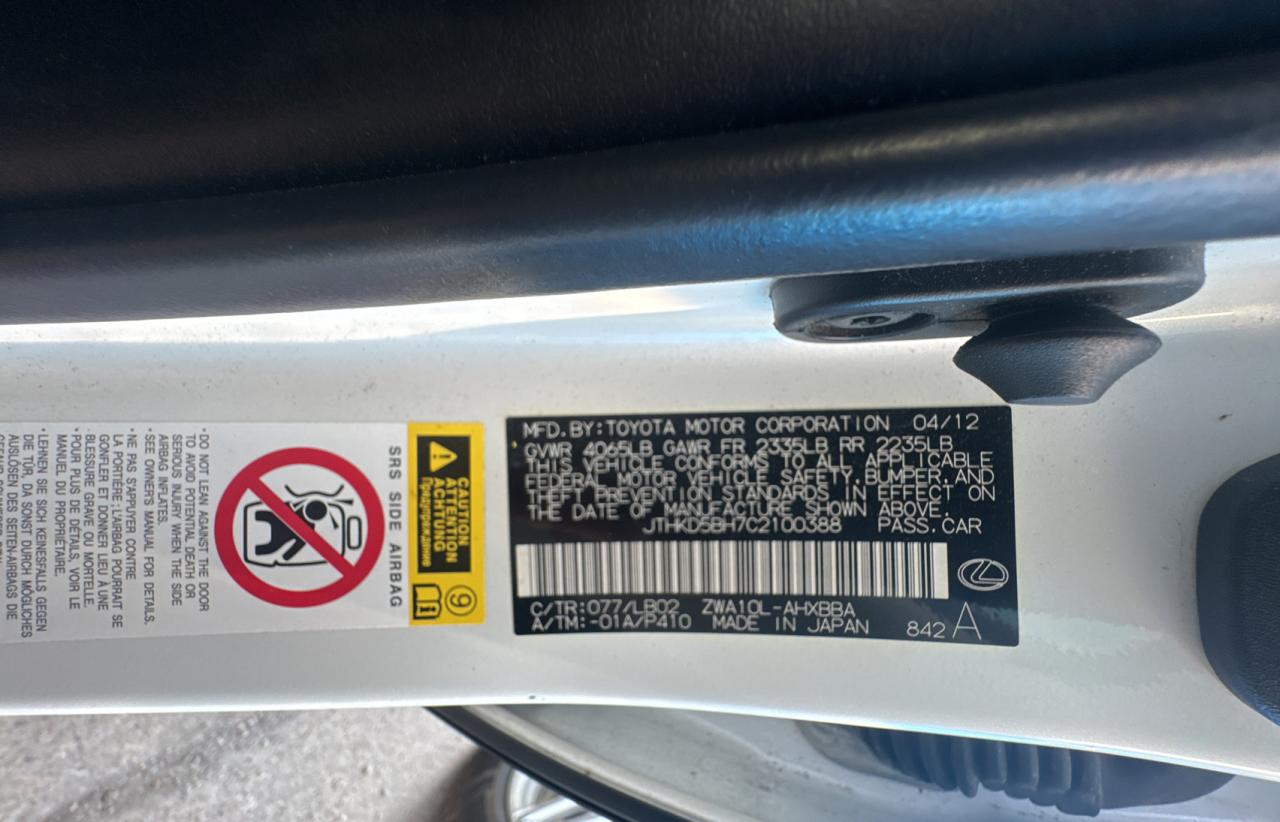 MFD.BY:TOYOTA MOTOR CORPORATION 04/12
GVWR 4065LB GAWR FR 2335LB RR 2235LB
THIS VEHICLE CONFORMS TO ALL APPLICABLE
FEDERAL MOTOR VEHICLE SAFETY,BUMPER,AND
THEFT PREVENTION STANDARDS IN EFFECT ON
THE DATE OF MANUFACTURE SHOWN ABOVE.
JTHKD5BH7C2100388 PASS.CAR
C/TR:077/LB02 ZWA10L-AHXBBA
A/TM:-01A/P410 MADE IN JAPAN 842 A
CAUTION
ATTENTION
ACHTUNG
Предупреждение
9
SRS SIDE AIRBAG
• DO NOT LEAN AGAINST THE DOOR
TO AVOID POTENTIAL DEATH OR
SERIOUS INJURY WHEN THE SIDE
AIRBAG INFLATES.
• SEE OWNER'S MANUAL FOR DETAILS.
• NE PAS S'APPUYER CONTRE
LA PORTIÈRE ; L'AIRBAG POURRAIT SE
GONFLER ET DONNER LIEU À UNE
BLESSURE GRAVE OU MORTELLE.
• POUR PLUS DE DÉTAILS, VOIR LE
MANUEL DU PROPRIÉTAIRE.
• LEHNEN SIE SICH KEINESFALLS GEGEN
DIE TÜR, DA SONST DURCH MÖGLICHES
AUSLÖSEN DES SEITEN-AIRBAGS DIE